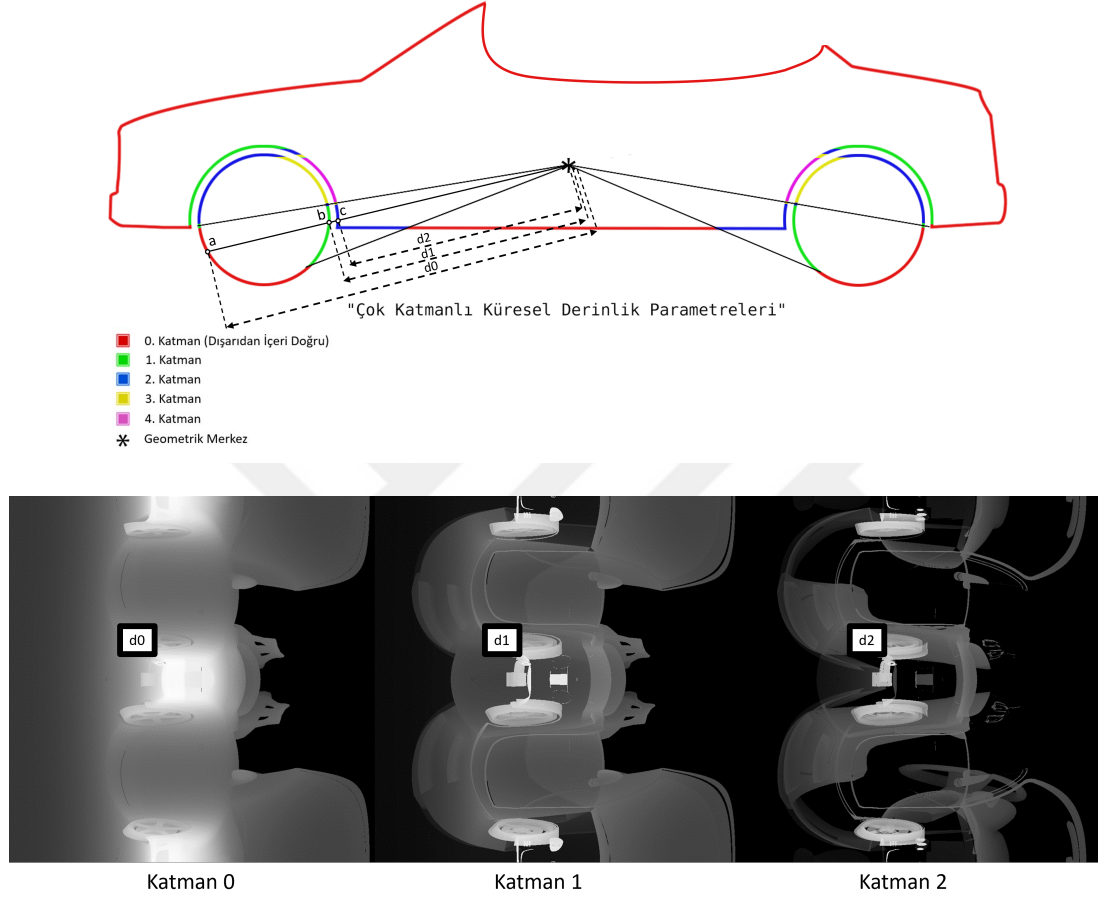 a
b
c
d2
d1
d0
"Çok Katmanlı Küresel Derinlik Parametreleri"
0. Katman (Dışarıdan İçeri Doğru)
1. Katman
2. Katman
3. Katman
4. Katman
Geometrik Merkez
d0
d1
d2
Katman 0
Katman 1
Katman 2